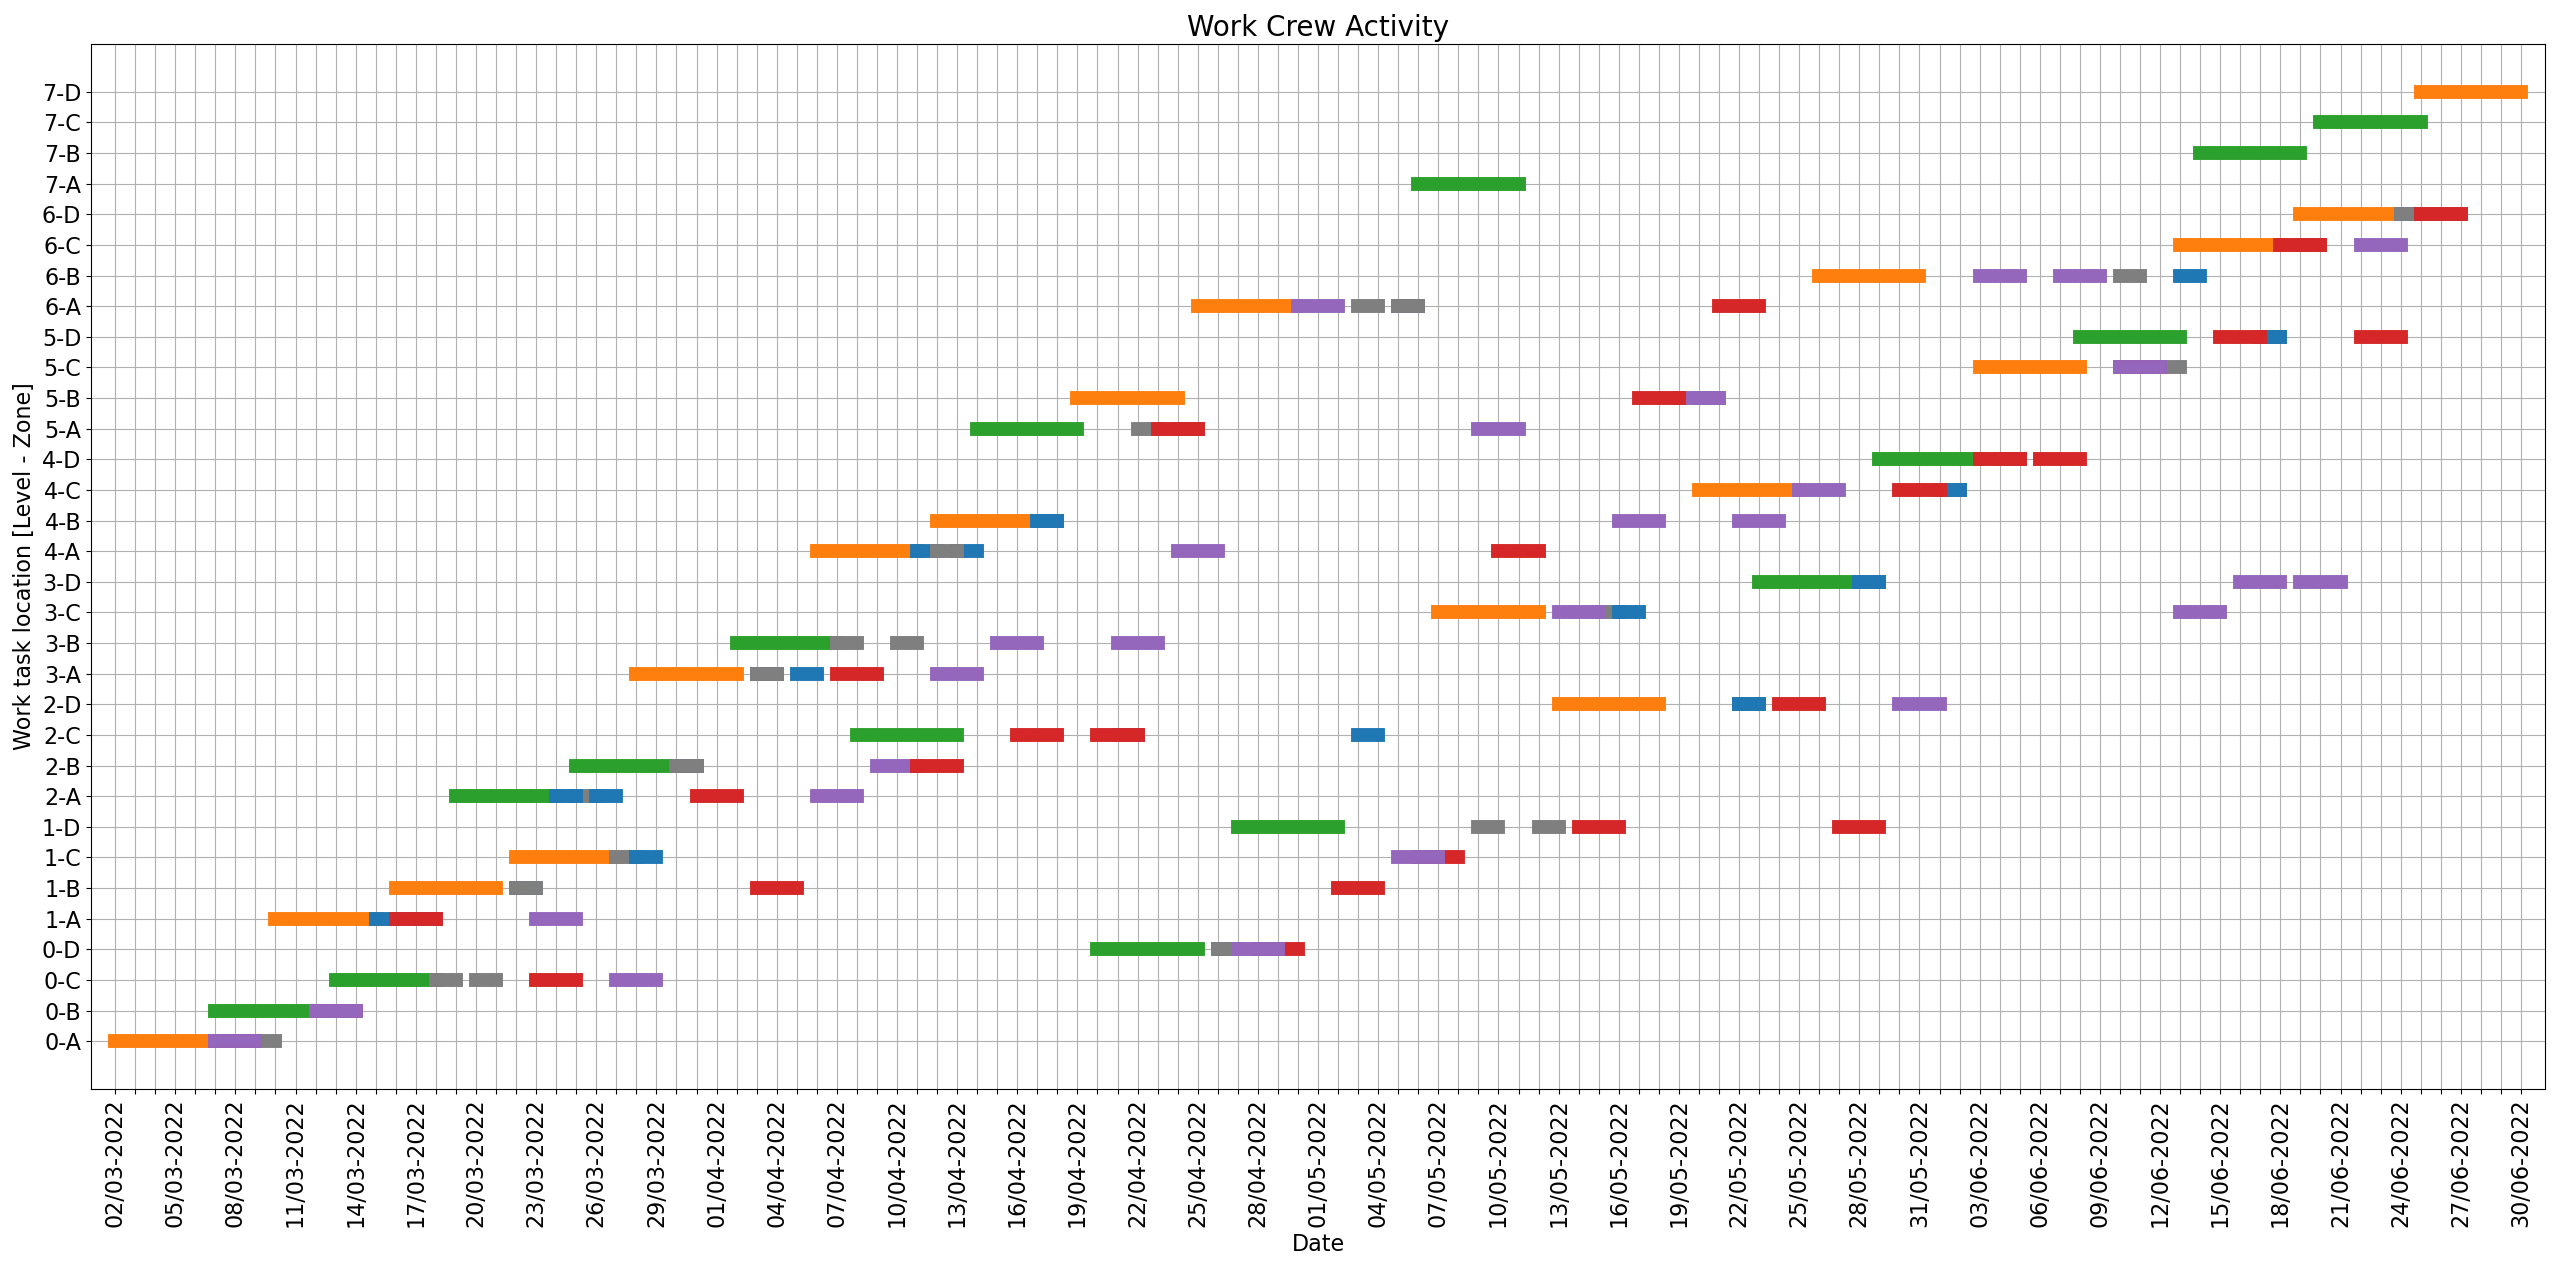 Work Crew Activity
Work task location [Level - Zone]
7-D
7-C
7-B
7-A
6-D
6-C
6-B
6-A
5-D
5-C
5-B
5-A
4-D
4-C
4-B
4-A
3-D
3-C
3-B
3-A
2-D
2-C
2-B
2-A
1-D
1-C
1-B
1-A
0-D
0-C
0-B
0-A
02/03-2022
05/03-2022
08/03-2022
11/03-2022
14/03-2022
17/03-2022
20/03-2022
23/03-2022
26/03-2022
29/03-2022
01/04-2022
04/04-2022
07/04-2022
10/04-2022
13/04-2022
16/04-2022
19/04-2022
22/04-2022
25/04-2022
28/04-2022
01/05-2022
04/05-2022
07/05-2022
10/05-2022
13/05-2022
16/05-2022
19/05-2022
22/05-2022
25/05-2022
28/05-2022
31/05-2022
03/06-2022
06/06-2022
09/06-2022
12/06-2022
15/06-2022
18/06-2022
21/06-2022
24/06-2022
27/06-2022
30/06-2022
Date